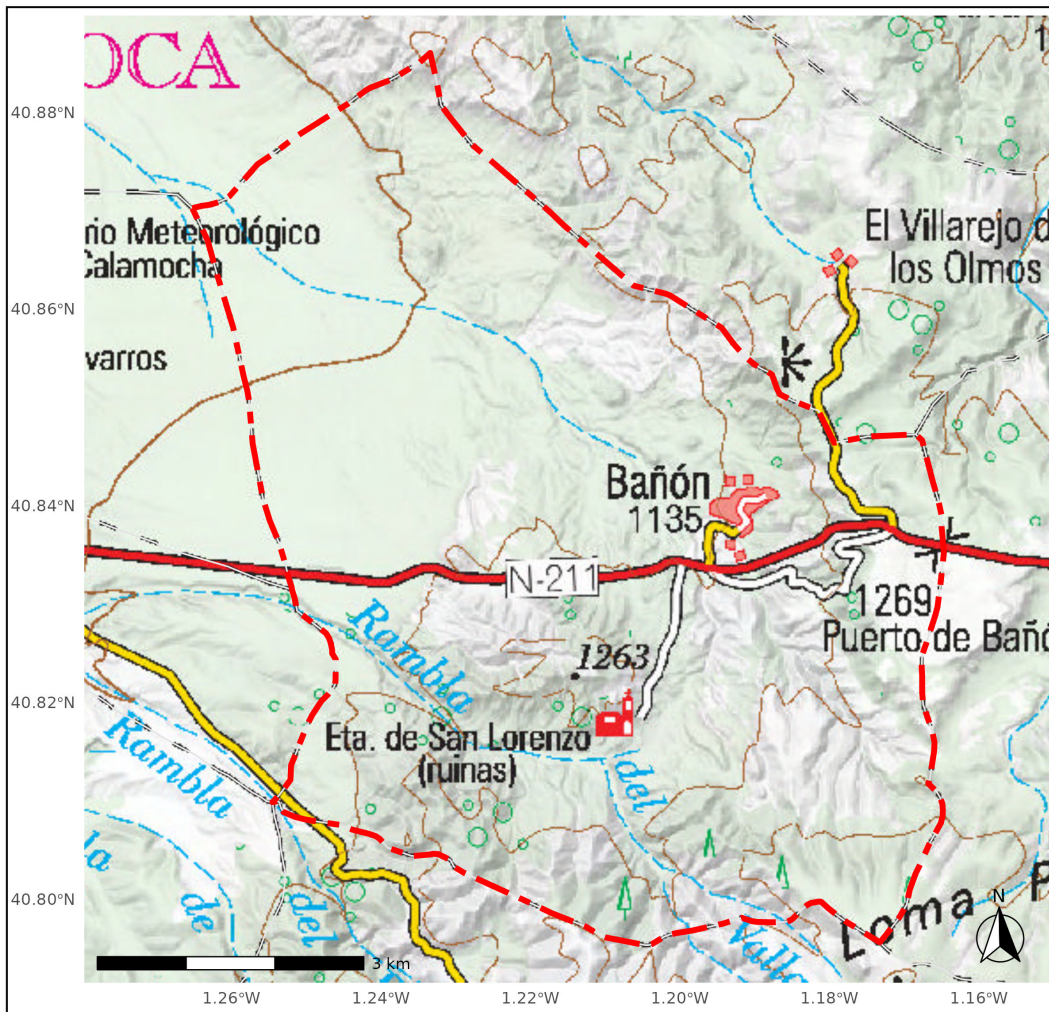 OCA
40.88°N
rio Meteorológico
Calamocha
El Villarejo d
los Olmos
40.86°N
varros
Bañón
1135
40.84°N
N-211
1269
Puerto de Bañó
Rambla
1263
40.82°N
Eta. de San Lorenzo
(ruinas)
Rambla
del
la
de
del
40.80°N
Loma P
Valla
N
3 km
1.26°W 1.24°W 1.22°W 1.20°W 1.18°W 1.16°W